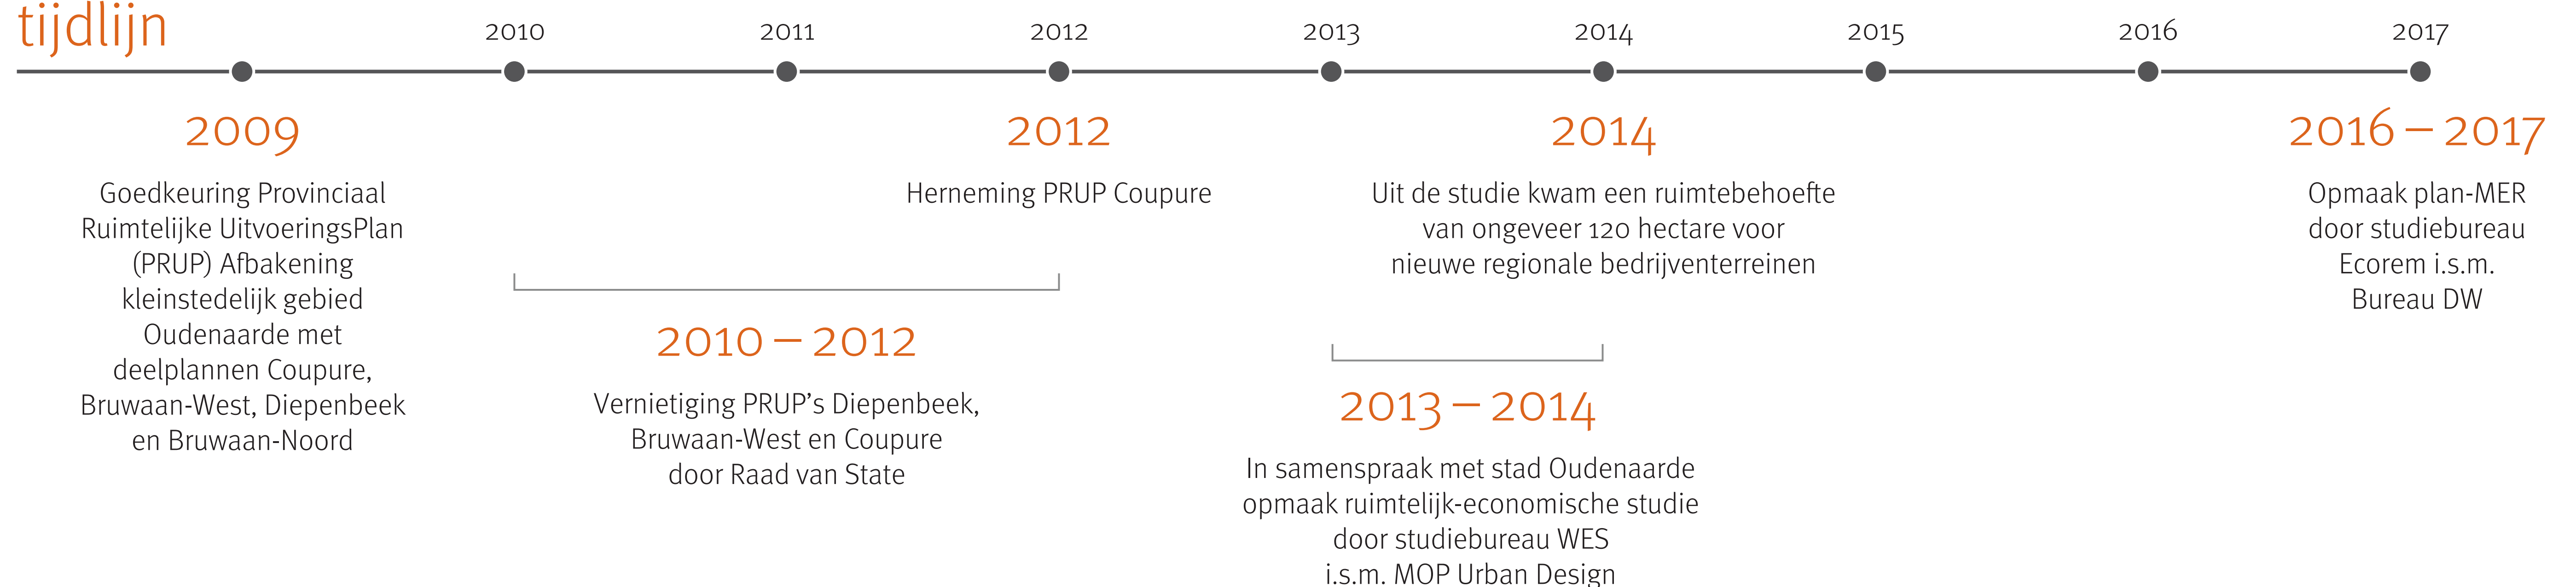 tijdlijn
2010 2011 2012 2013 2014 2015 2016 2017
2009
Goedkeuring Provinciaal
Ruimtelijke UitvoeringsPlan
(PRUP) Afbakening
kleinstedelijk gebied
Oudenaarde met
deelplannen Coupure,
Bruwaan-West, Diepenbeek
en Bruwaan-Noord
2010 – 2012
Vernietiging PRUP’s Diepenbeek,
Bruwaan-West en Coupure
door Raad van State
2012
Herneming PRUP Coupure
2013 – 2014
In samenspraak met stad Oudenaarde
opmaak ruimtelijk-economische studie
door studiebureau WES
i.s.m. MOP Urban Design
2014
Uit de studie kwam een ruimtebehoefte
van ongeveer 120 hectare voor
nieuwe regionale bedrijventerreinen
2016 – 2017
Opmaak plan-MER
door studiebureau
Ecorem i.s.m.
Bureau DW